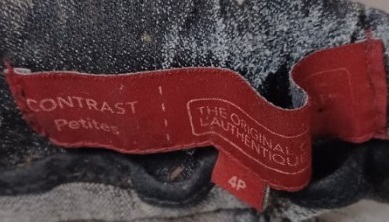 CONTRAST
Petites
THE ORIGINAL
L'AUTHENTIQUE
4P